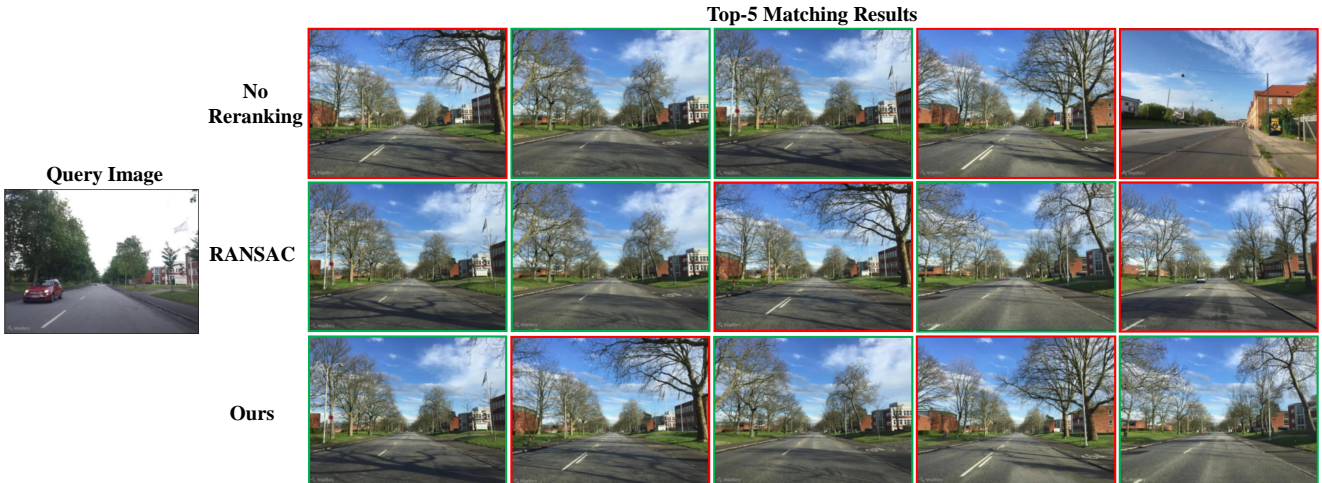 Top-5 Matching Results
No
Reranking
Query Image
RANSAC
Ours